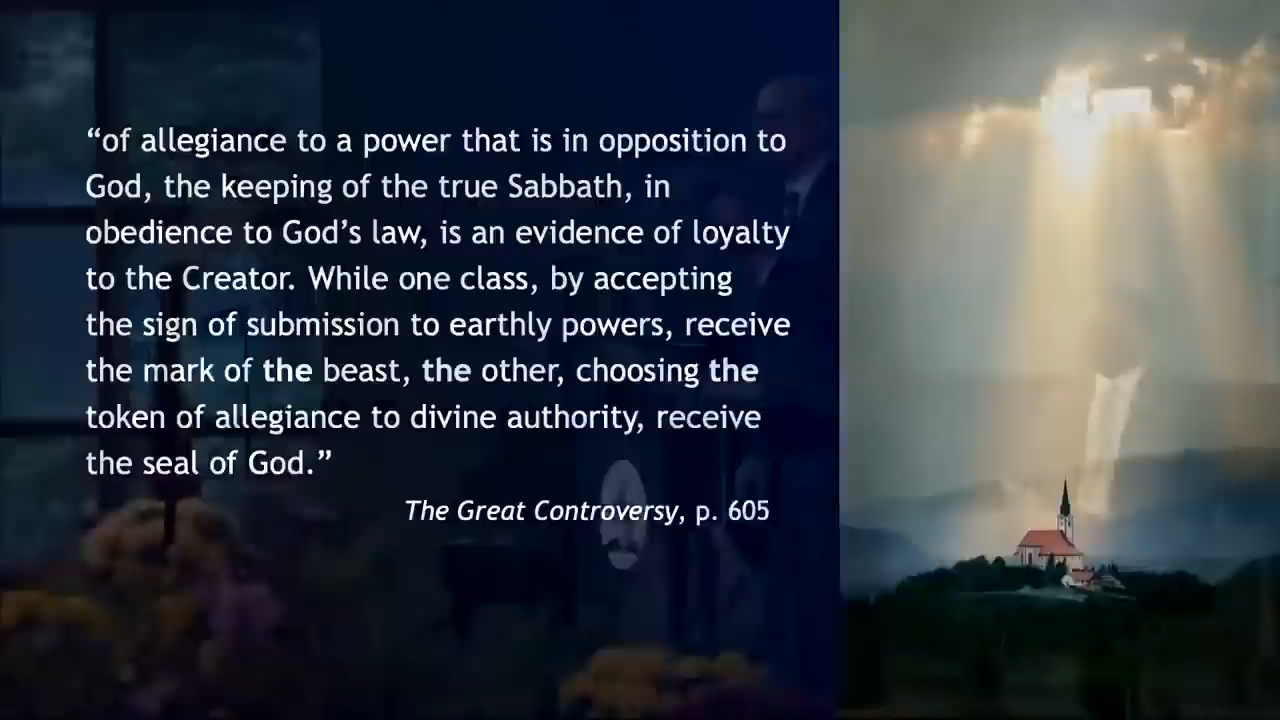 “of allegiance to a power that is in opposition to
God, the keeping of the true Sabbath, in
obedience to God’s law, is an evidence of loyalty
to the Creator. While one class, by accepting
the sign of submission to earthly powers, receive
the mark of the beast, the other, choosing the
token of allegiance to divine authority, receive
the seal of God.”
The Great Controversy, p. 605